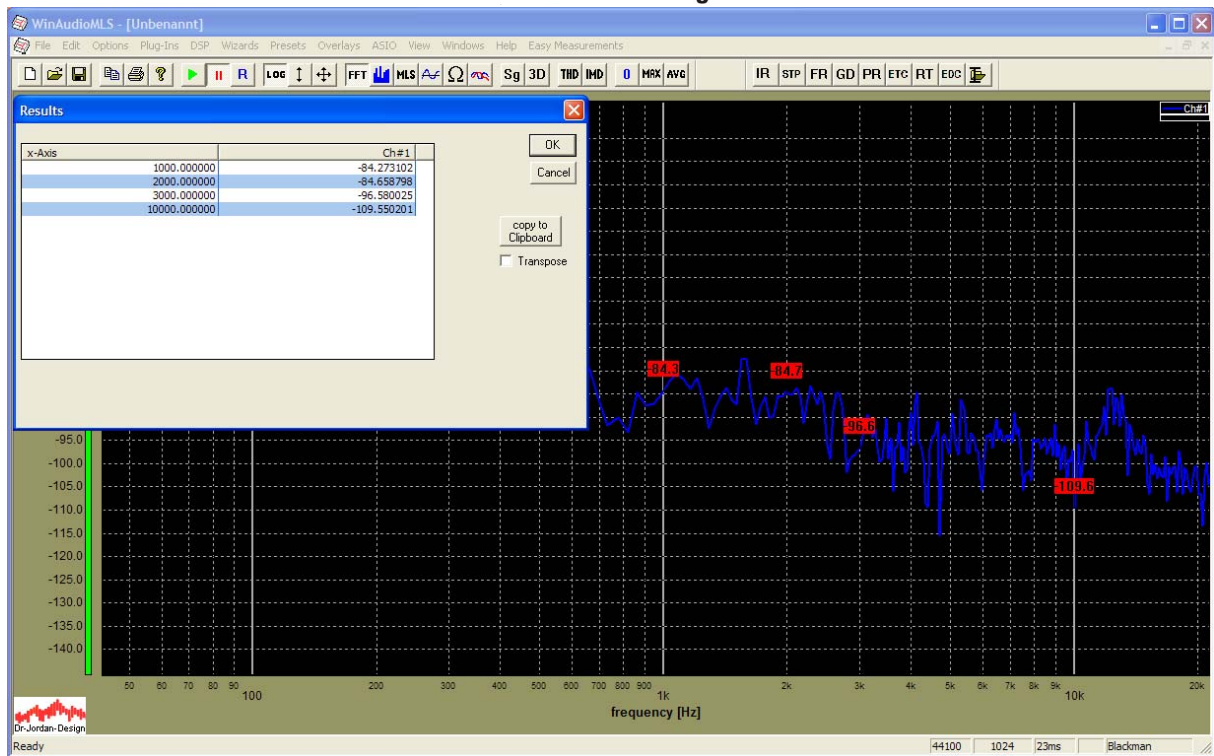 WinAudioMLS - [Unbenannt]
File Edit Options Plug-Ins DSP Wizards Presets Overlays ASIO View Windows Help Easy Measurements
R LOG FFT MLS Ω Sg 3D THD IMD 0 MAX AVG IR STP FR GD PR ETC RT EDC
Results
x-Axis Ch#1
1000.000000 -84.273102
2000.000000 -84.658798
3000.000000 -96.580025
10000.000000 -109.550201
OK
Cancel
copy to
Clipboard
Transpose
Ch#1
-84.3
-84.7
-96.6
-109.6
-95.0
-100.0
-105.0
-110.0
-115.0
-120.0
-125.0
-130.0
-135.0
-140.0
50 60 70 80 90 100 200 300 400 500 600 700 800 900 1k 2k 3k 4k 5k 6k 7k 8k 9k 10k 20k
frequency [Hz]
Dr-Jordan-Design
Ready 44100 1024 23ms Blackman